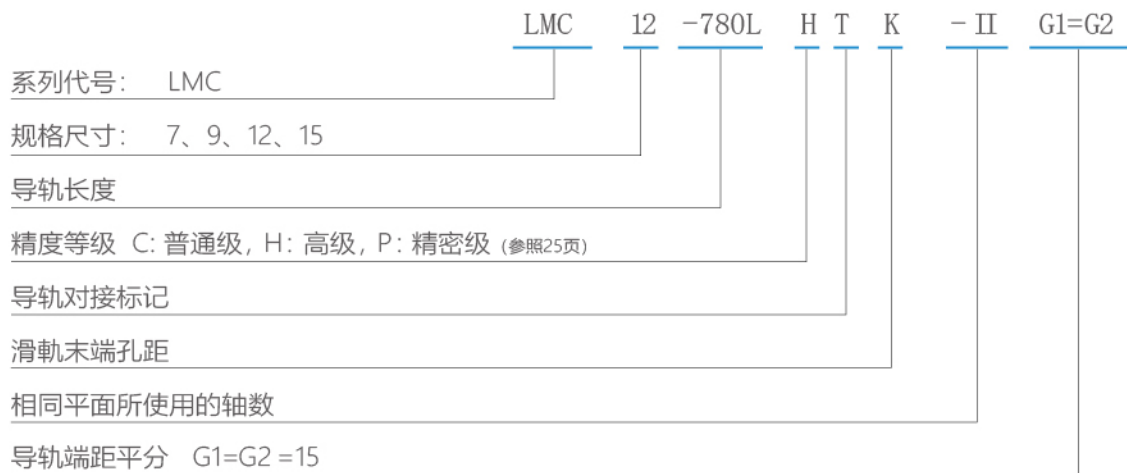 LMC 12 -780L H T K -II G1=G2
系列代号： LMC
规格尺寸： 7、9、12、15
导轨长度
精度等级 C: 普通级, H: 高级, P: 精密级 (参照25页)
导轨对接标记
滑軌末端孔距
相同平面所使用的轴数
导轨端距平分 G1=G2 =15